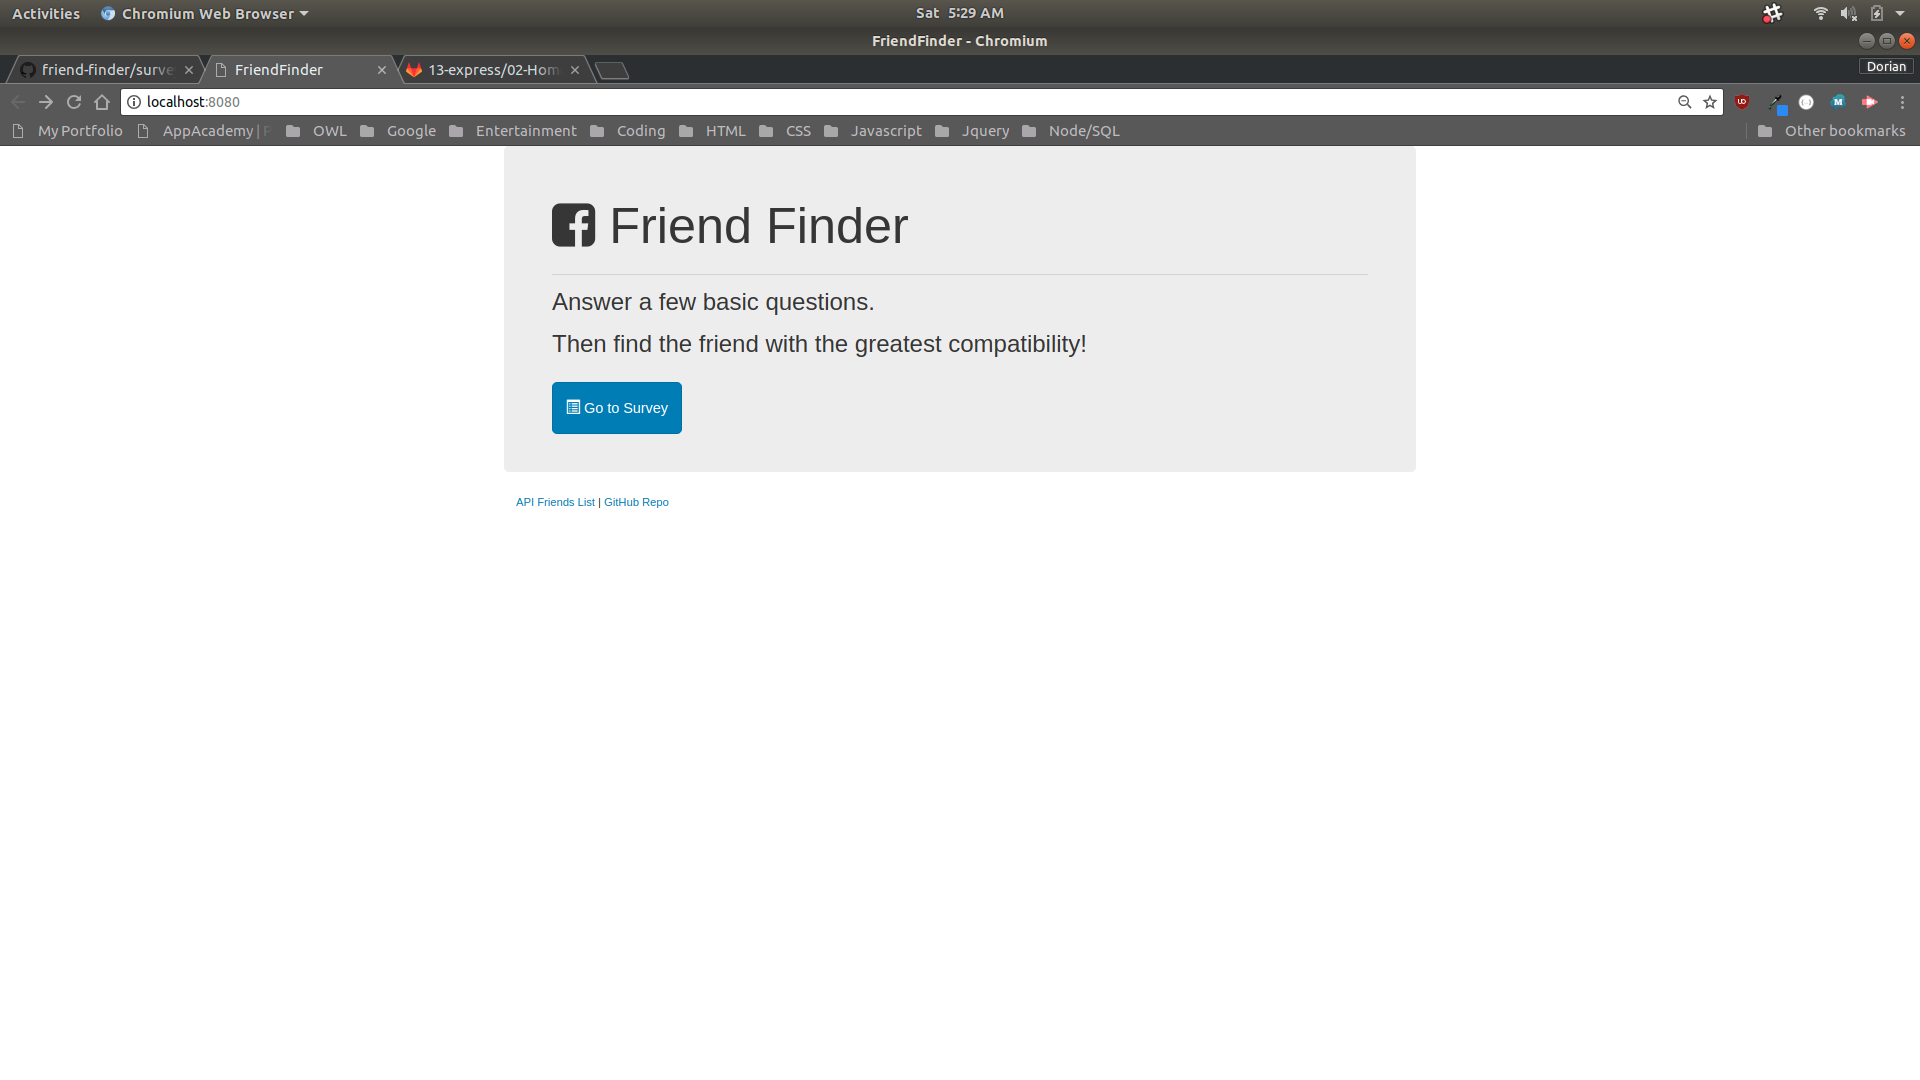 Activities Chromium Web Browser Sat 5:29 AM
FriendFinder - Chromium
friend-finder/surve FriendFinder 13-express/02-Hom Dorian
localhost:8080
My Portfolio AppAcademy | OWL Google Entertainment Coding HTML CSS Javascript Jquery Node/SQL Other bookmarks
Friend Finder
Answer a few basic questions.
Then find the friend with the greatest compatibility!
Go to Survey
API Friends List | GitHub Repo